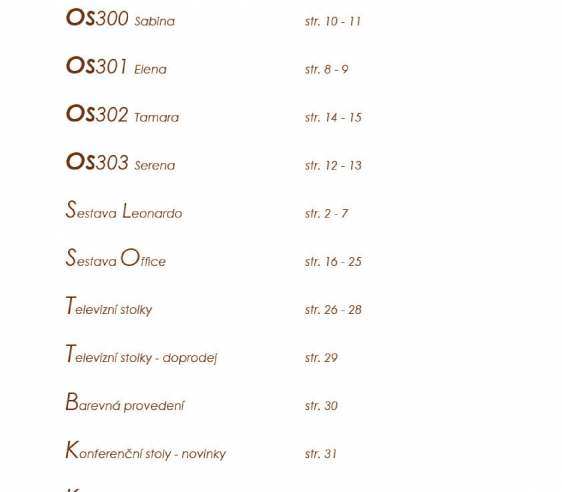 Os300 Sabina str. 10 - 11
Os301 Elena str. 8 - 9
Os302 Tamara str. 14 - 15
Os303 Serena str. 12 - 13
Sestava Leonardo str. 2 - 7
Sestava Office str. 16 - 25
Televizní stolky str. 26 - 28
Televizní stolky - doprodej str. 29
Barevná provedení str. 30
Konferenční stoly - novinky str. 31